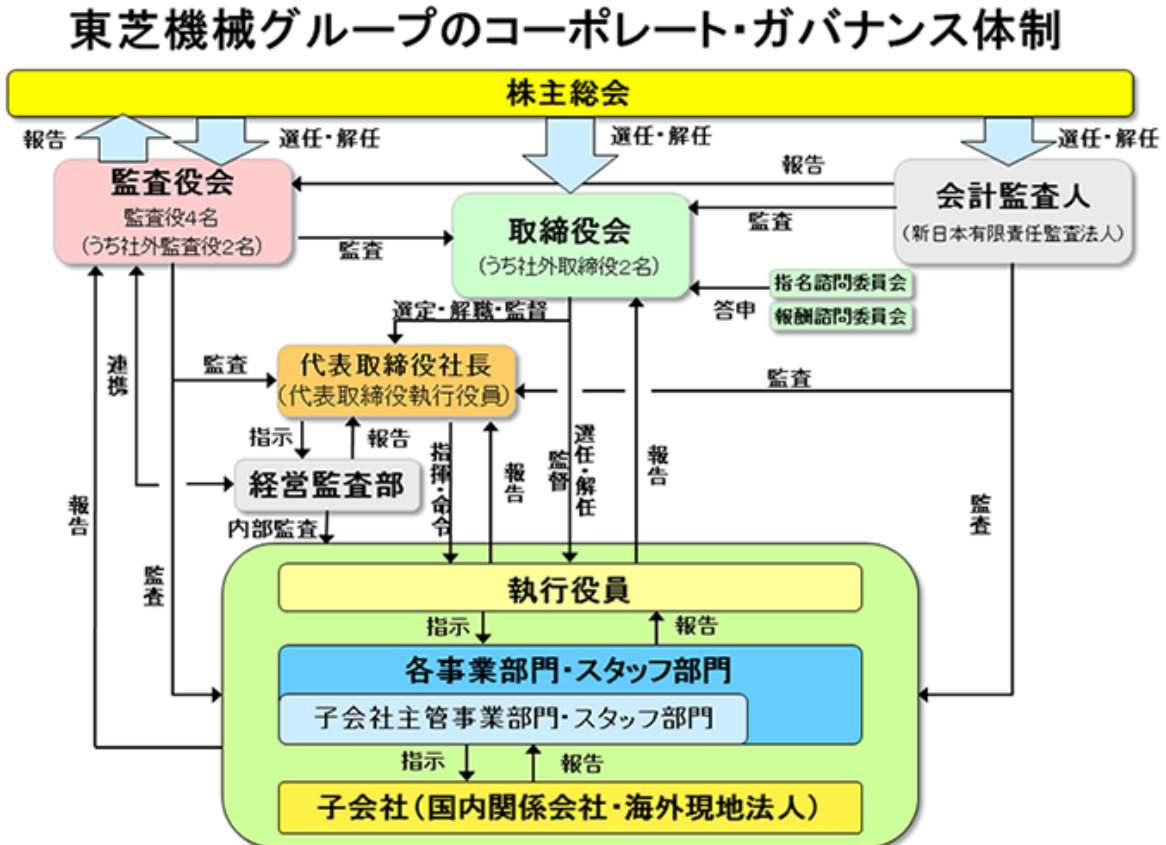 東芝機械グループのコーポレート・ガバナンス体制
株主総会
報告
選任・解任
選任・解任
選任・解任
監査役会
監査役4名
(うち社外監査役2名)
報告
会計監査人
(新日本有限責任監査法人)
監査
取締役会
(うち社外取締役2名)
監査
指名諮問委員会
答申
報酬諮問委員会
選定・解職・監督
連携
監査
代表取締役社長
(代表取締役執行役員)
監査
指示
報告
経営監査部
指揮・命令
報告
監督
選任・解任
報告
報告
監査
内部監査
監査
執行役員
指示
報告
各事業部門・スタッフ部門
子会社主管事業部門・スタッフ部門
指示
報告
子会社(国内関係会社・海外現地法人)